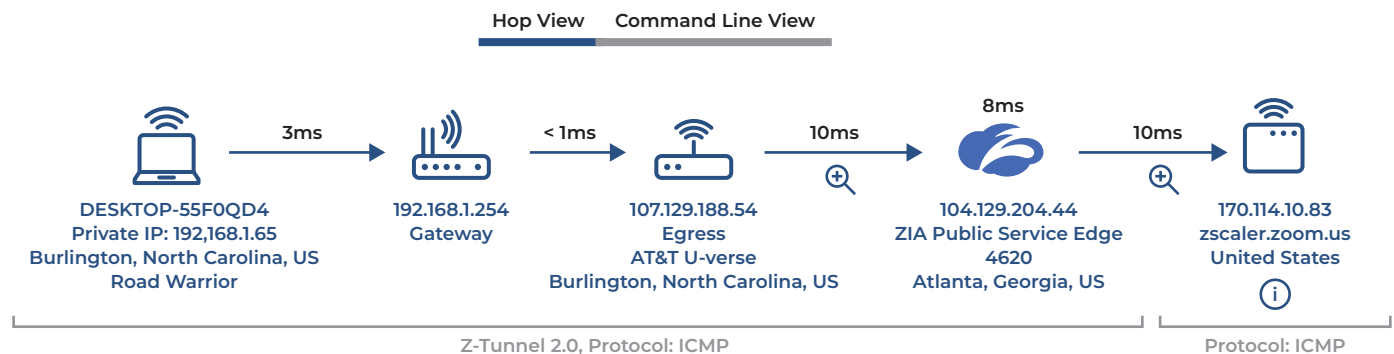 Hop View Command Line View
3ms
< 1ms
10ms
8ms
10ms
DESKTOP-55F0QD4
Private IP: 192,168.1.65
Burlington, North Carolina, US
Road Warrior
192.168.1.254
Gateway
107.129.188.54
Egress
AT&T U-verse
Burlington, North Carolina, US
104.129.204.44
ZIA Public Service Edge
4620
Atlanta, Georgia, US
170.114.10.83
zscaler.zoom.us
United States
i
Z-Tunnel 2.0, Protocol: ICMP
Protocol: ICMP